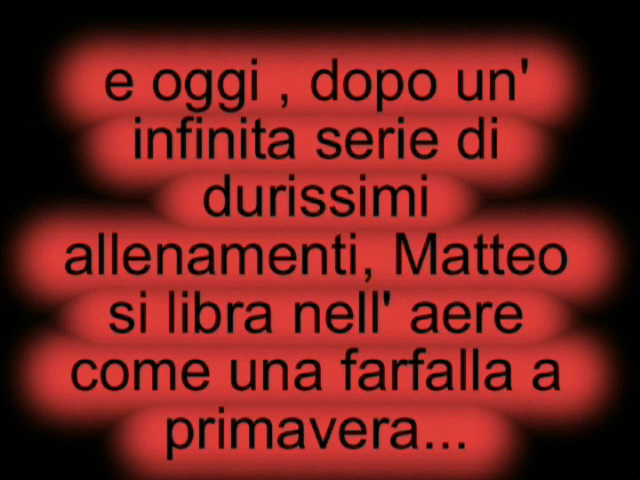 e oggi , dopo un'
infinita serie di
durissimi
allenamenti, Matteo
si libra nell' aere
come una farfalla a
primavera...